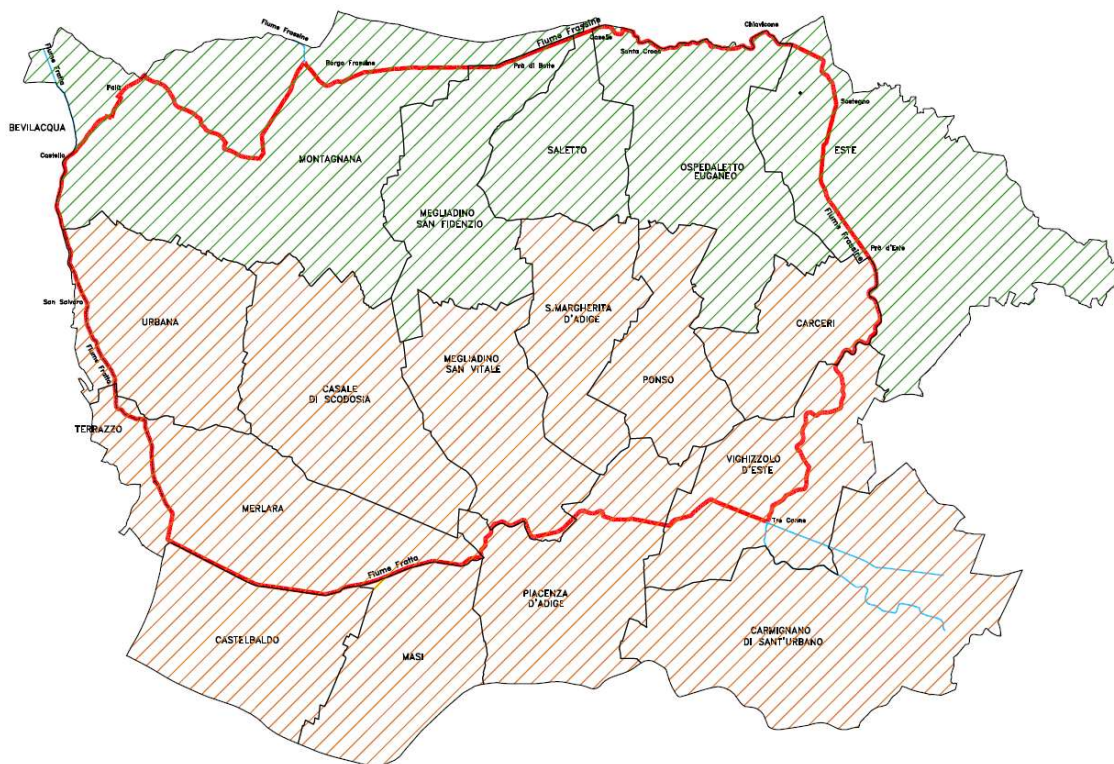 Fiume Frassine
Fiume Frassine
Chiavicone
Caselle
Santa Croce
Fiume Fratta
Borgo Frassine
Prà di Botte
Sostegno
BEVILACQUA
Castello
MONTAGNANA
SALETTO
OSPEDALETTO
EUGANEO
ESTE
MEGLIADINO
SAN FIDENZIO
Fiume Frassine
Prà d'Este
San Salvaro
URBANA
S.MARGHERITA
D'ADIGE
CARCERI
Fiume Fratta
MEGLIADINO
SAN VITALE
CASALE
DI SCODOSIA
PONSO
TERRAZZO
VIGHIZZOLO
D'ESTE
MERLARA
Tre Canne
Fiume Fratta
PIACENZA
D'ADIGE
CASTELBALDO
MASI
CARMIGNANO
DI SANT'URBANO